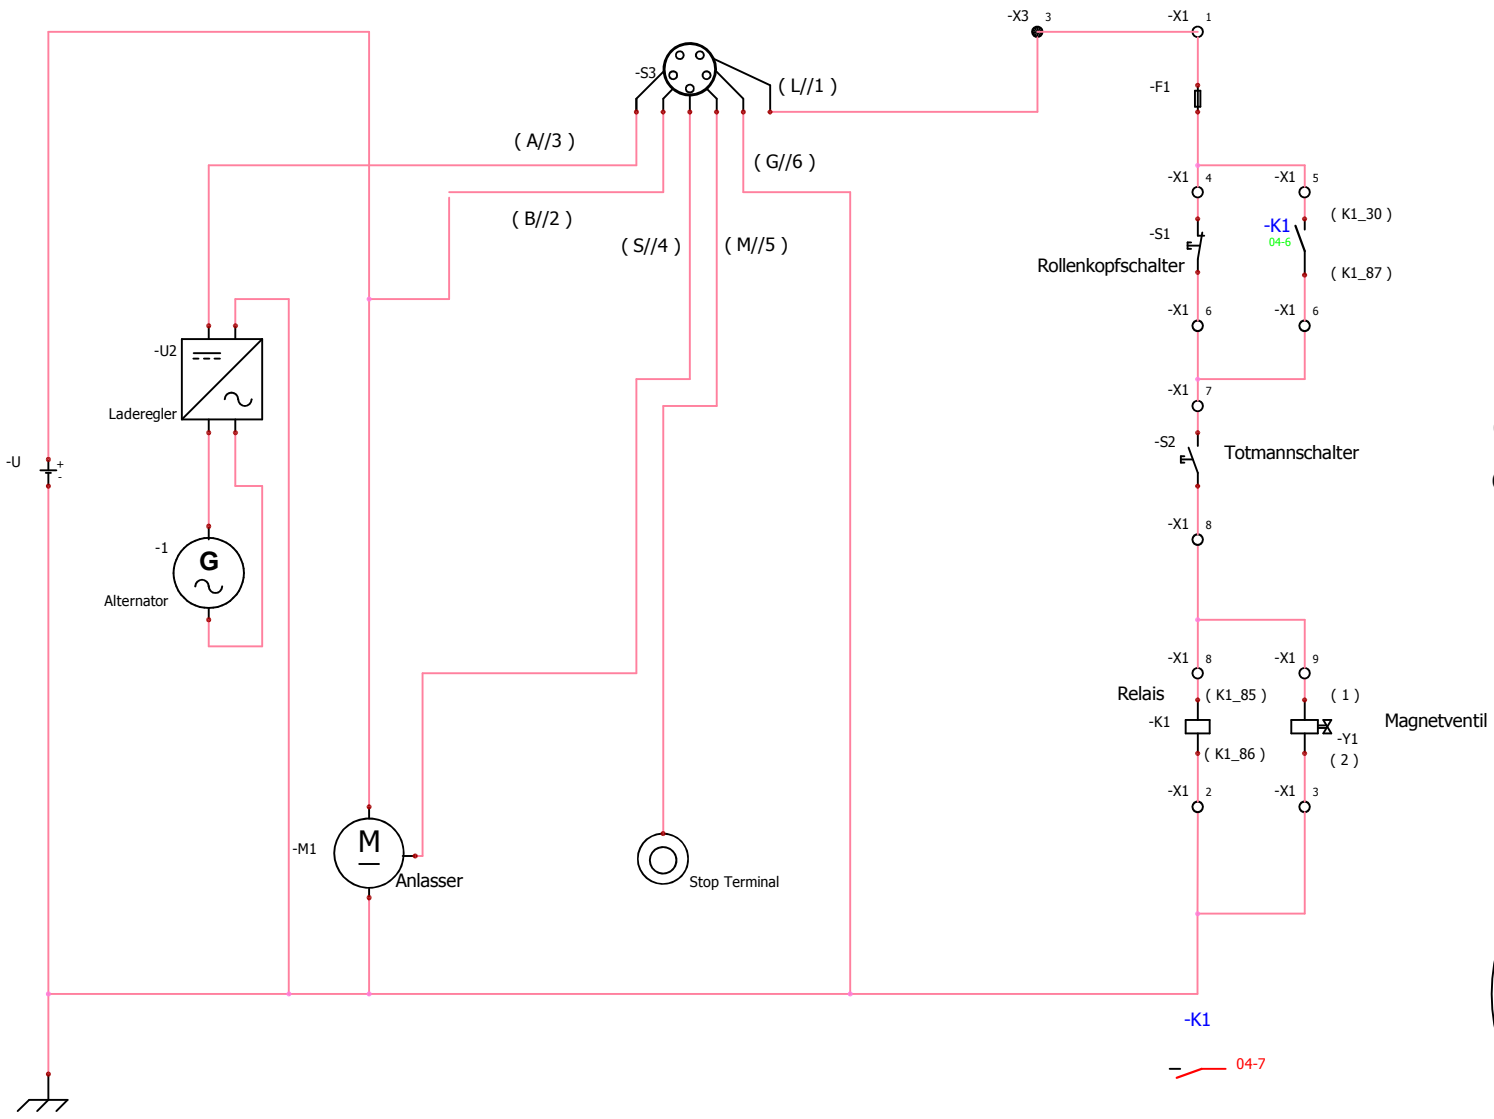 -X3 3
-X1 1
-S3
( L//1 )
-F1
( A//3 )
( G//6 )
-X1 4
-X1 5
( K1_30 )
( B//2 )
-K1
04-6
-S1
( S//4 )
( M//5 )
Rollenkopfschalter
( K1_87 )
-X1 6
-X1 6
-U2
-X1 7
Laderegler
-S2
Totmannschalter
-U
+
-
-X1 8
-1
G
Alternator
-X1 8
-X1 9
Relais
( K1_85 )
( 1 )
-K1
Magnetventil
-Y1
( K1_86 )
( 2 )
-X1 2
-X1 3
M
-M1
Anlasser
Stop Terminal
-K1
04-7